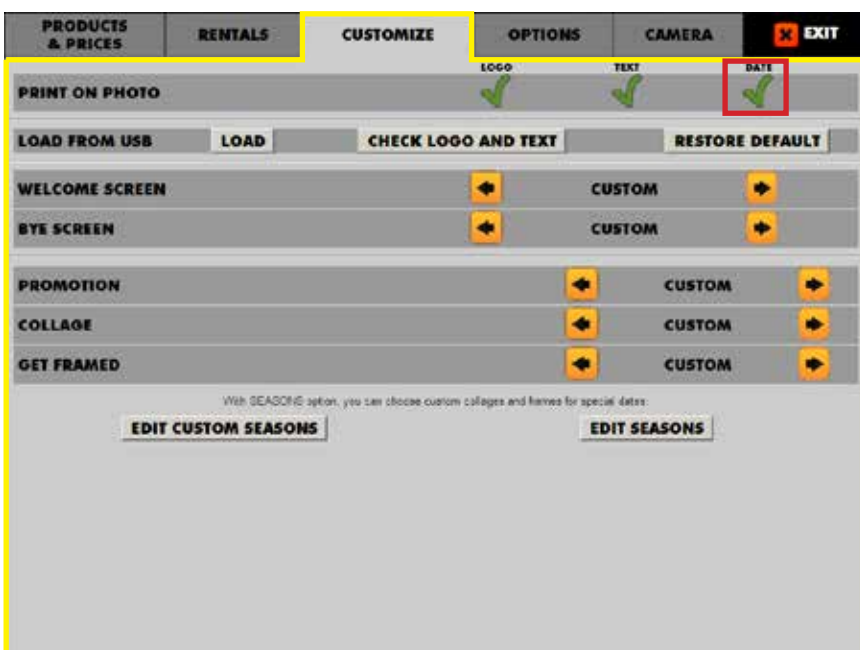 PRODUCTS
& PRICES
RENTALS
CUSTOMIZE
OPTIONS
CAMERA
X EXIT
LOGO
TEXT
DATE
PRINT ON PHOTO
LOAD FROM USB
LOAD
CHECK LOGO AND TEXT
RESTORE DEFAULT
WELCOME SCREEN
CUSTOM
BYE SCREEN
CUSTOM
PROMOTION
CUSTOM
COLLAGE
CUSTOM
GET FRAMED
CUSTOM
With SEASONS option, you can choose custom collages and frames for special dates.
EDIT CUSTOM SEASONS
EDIT SEASONS